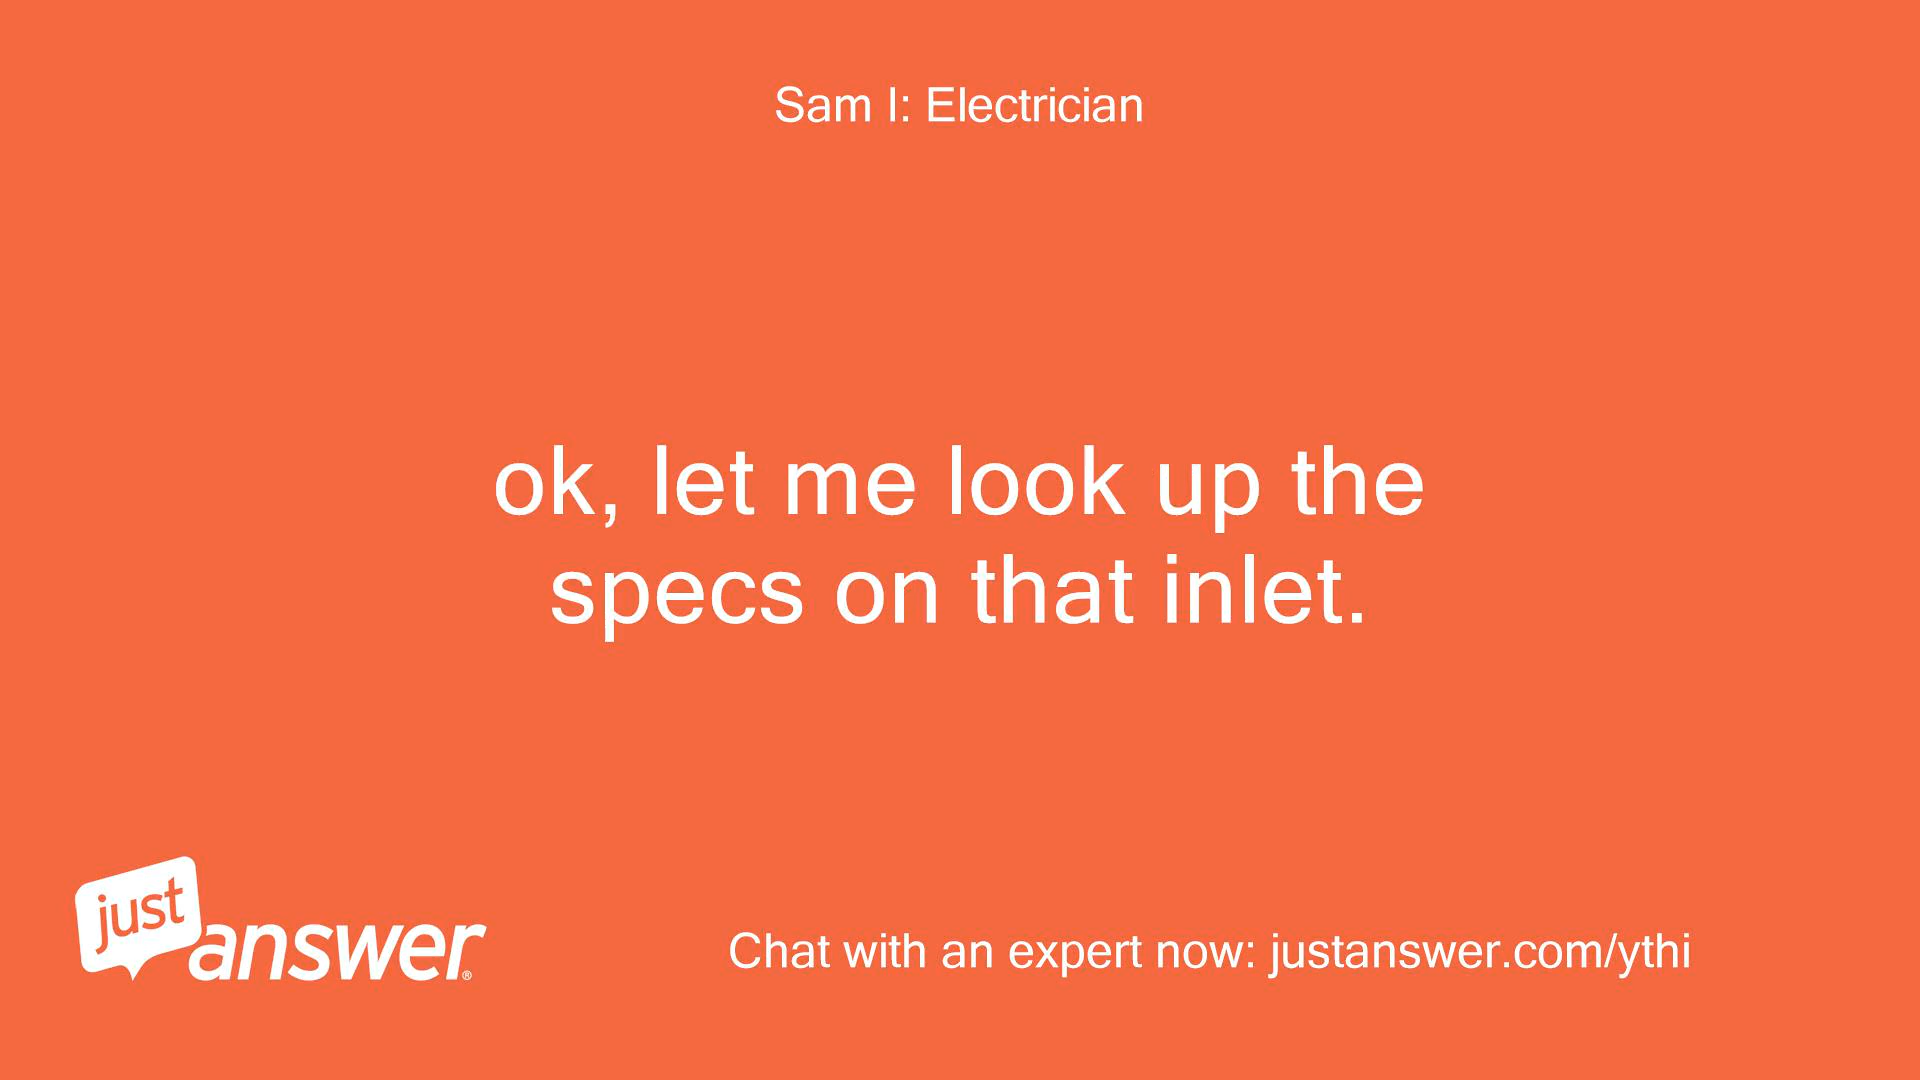 Sam I: Electrician
ok, let me look up the
specs on that inlet.
just
answer®
Chat with an expert now: justanswer.com/ythi